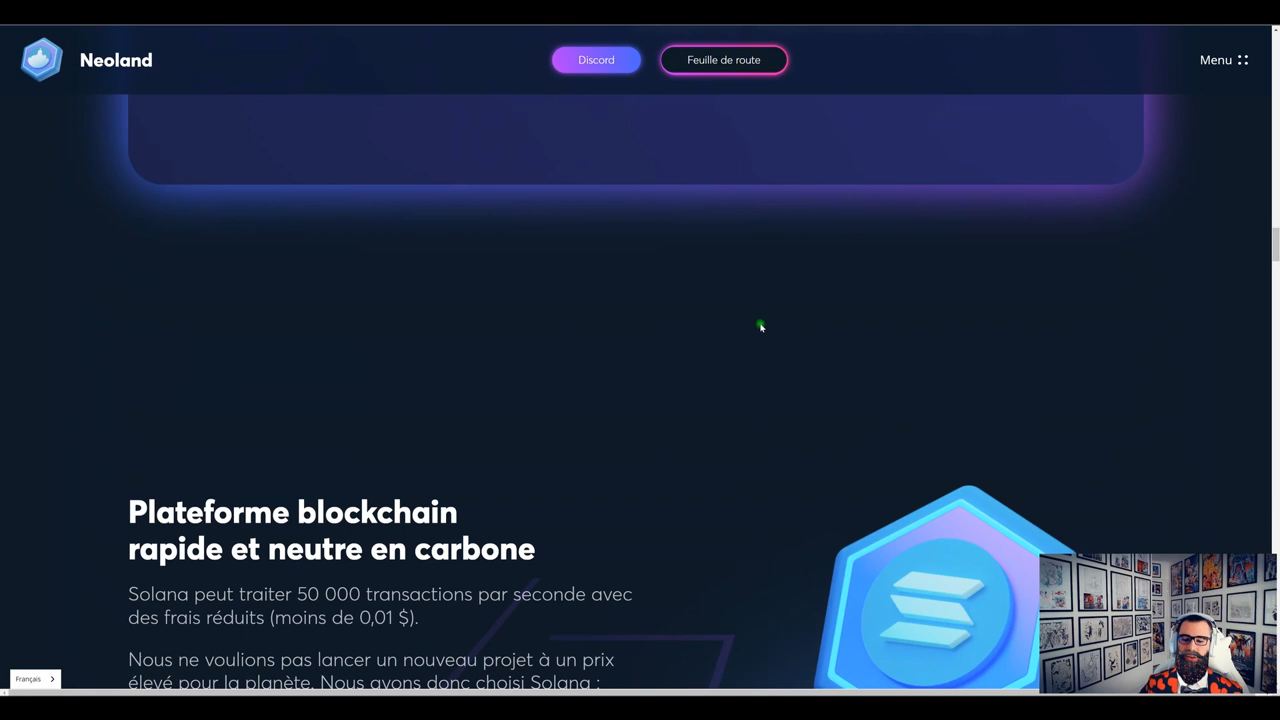 Neoland
Discord
Feuille de route
Menu
Plateforme blockchain
rapide et neutre en carbone
Solana peut traiter 50 000 transactions par seconde avec
des frais réduits (moins de 0,01 $).
Nous ne voulions pas lancer un nouveau projet à un prix
élevé pour la planète. Nous avons donc choisi Solana :
Français